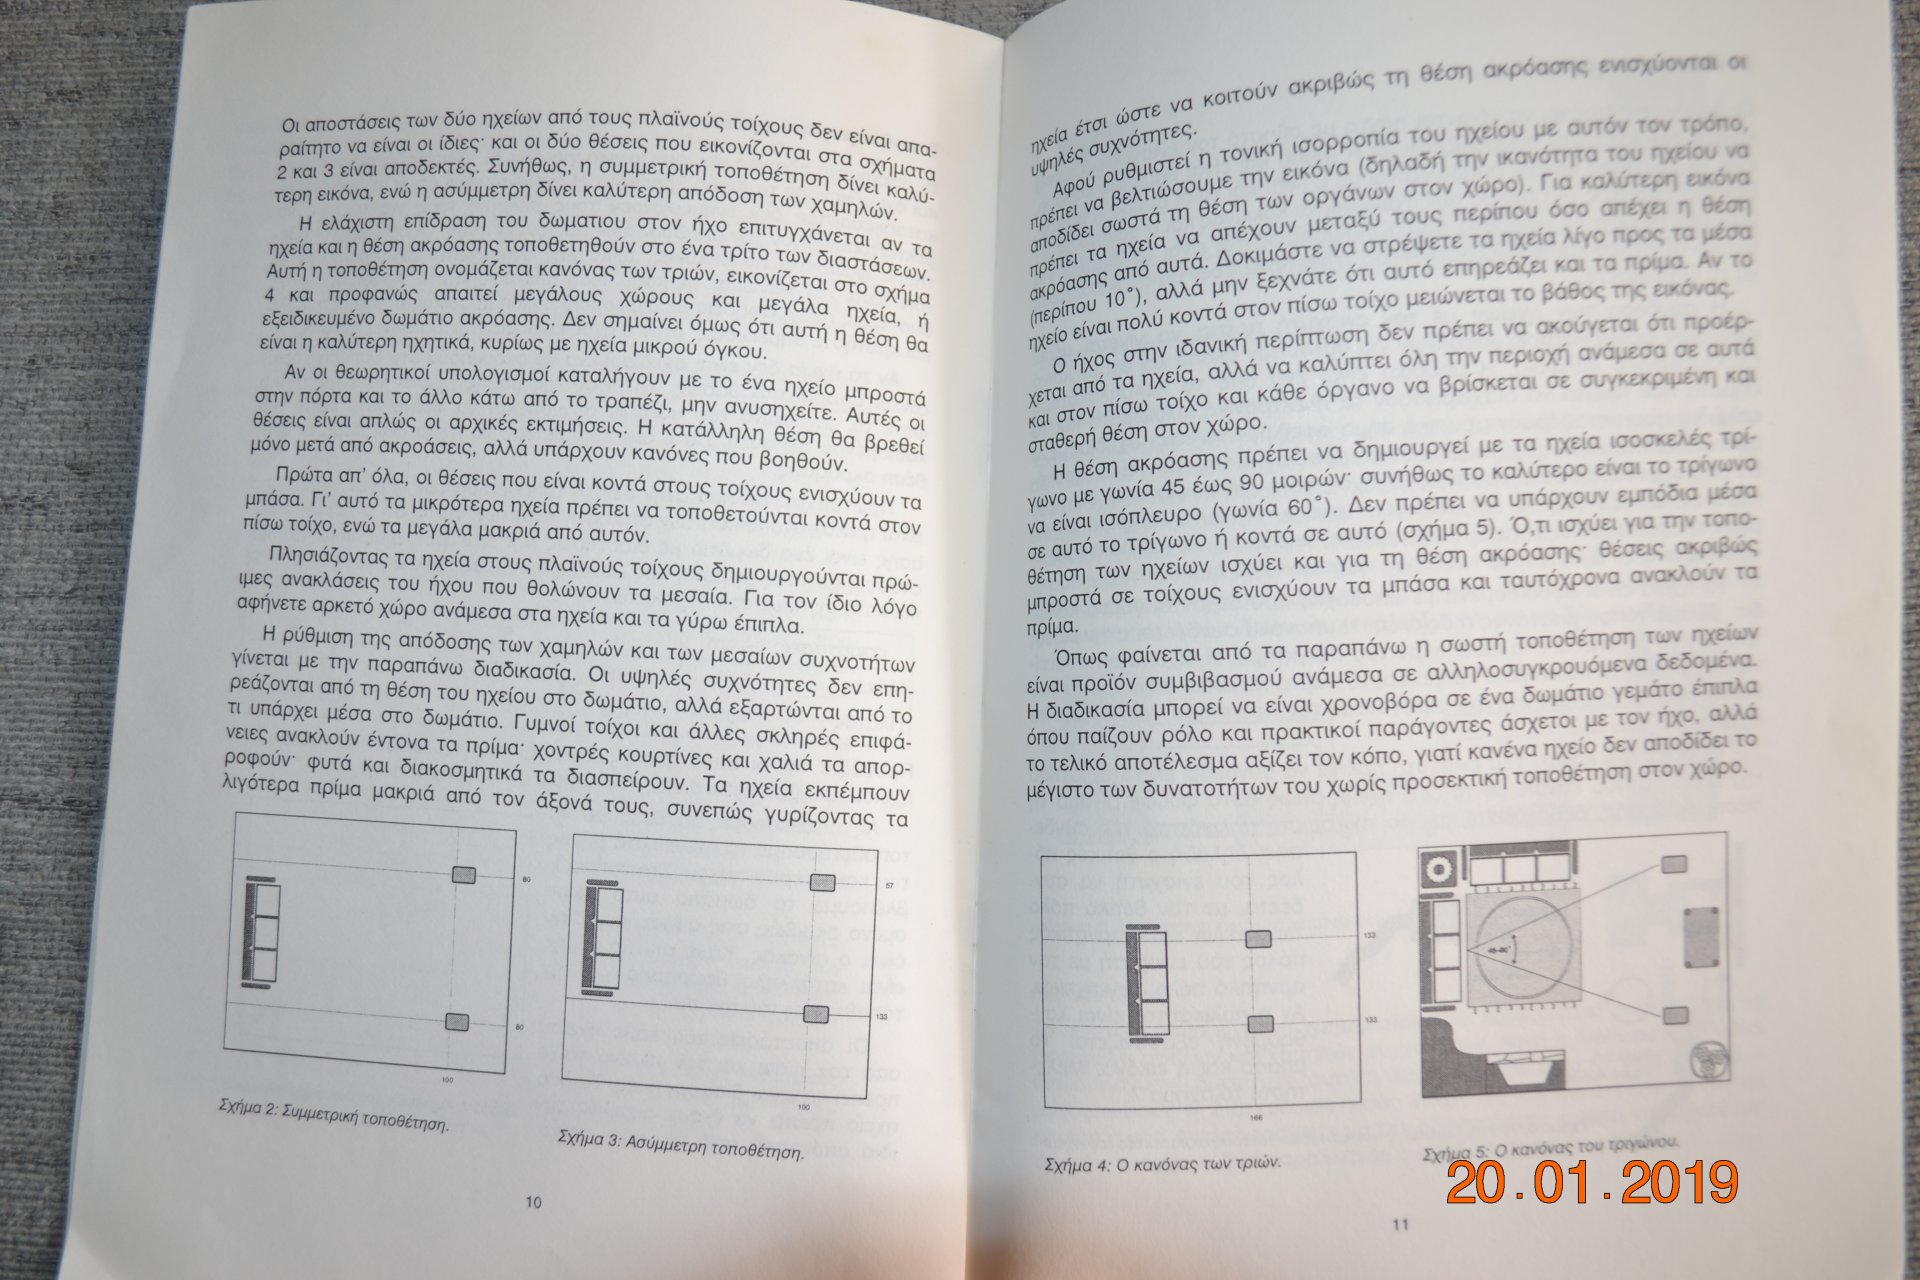 Οι αποστάσεις των δύο ηχείων από τους πλαϊνούς τοίχους δεν είναι απα-
ραίτητο να είναι οι ίδιες· και οι δύο θέσεις που εικονίζονται στα σχήματα
2 και 3 είναι αποδεκτές. Συνήθως, η συμμετρική τοποθέτηση δίνει καλύ-
τερη εικόνα, ενώ η ασύμμετρη δίνει καλύτερη απόδοση των χαμηλών.
Η ελάχιστη επίδραση του δωματιου στον ήχο επιτυγχάνεται αν τα
ηχεία και η θέση ακρόασης τοποθετηθούν στο ένα τρίτο των διαστάσεων.
Αυτή η τοποθέτηση ονομάζεται κανόνας των τριών, εικονίζεται στο σχήμα
4 και προφανώς απαιτεί μεγάλους χώρους και μεγάλα ηχεία, ή
εξειδικευμένο δωμάτιο ακρόασης. Δεν σημαίνει όμως ότι αυτή η θέση θα
είναι η καλύτερη ηχητικά, κυρίως με ηχεία μικρού όγκου.
Αν οι θεωρητικοί υπολογισμοί καταλήγουν με το ένα ηχείο μπροστά
στην πόρτα και το άλλο κάτω από το τραπέζι, μην ανυσηχείτε. Αυτές οι
θέσεις είναι απλώς οι αρχικές εκτιμήσεις. Η κατάλληλη θέση θα βρεθεί
μόνο μετά από ακροάσεις, αλλά υπάρχουν κανόνες που βοηθούν.
Πρώτα απ' όλα, οι θέσεις που είναι κοντά στους τοίχους ενισχύουν τα
μπάσα. Γι' αυτό τα μικρότερα ηχεία πρέπει να τοποθετούνται κοντά στον
πίσω τοίχο, ενώ τα μεγάλα μακριά από αυτόν.
Πλησιάζοντας τα ηχεία στους πλαϊνούς τοίχους δημιουργούνται πρώ-
ιμες ανακλάσεις του ήχου που θολώνουν τα μεσαία. Για τον ίδιο λόγο
αφήνετε αρκετό χώρο ανάμεσα στα ηχεία και τα γύρω έπιπλα.
Η ρύθμιση της απόδοσης των χαμηλών και των μεσαίων συχνοτήτων
γίνεται με την παραπάνω διαδικασία. Οι υψηλές συχνότητες δεν επη-
ρεάζονται από τη θέση του ηχείου στο δωμάτιο, αλλά εξαρτώνται από το
τι υπάρχει μέσα στο δωμάτιο. Γυμνοί τοίχοι και άλλες σκληρές επιφά-
νειες ανακλούν έντονα τα πρίμα· χοντρές κουρτίνες και χαλιά τα απορ-
ροφούν· φυτά και διακοσμητικά τα διασπείρουν. Τα ηχεία εκπέμπουν
λιγότερα πρίμα μακριά από τον άξονά τους, συνεπώς γυρίζοντας τα
80
80
100
Σχήμα 2: Συμμετρική τοποθέτηση.
57
133
100
Σχήμα 3: Ασύμμετρη τοποθέτηση.
10
ηχεία έτσι ώστε να κοιτούν ακριβώς τη θέση ακρόασης ενισχύονται οι
υψηλές συχνότητες.
Αφού ρυθμιστεί η τονική ισορροπία του ηχείου με αυτόν τον τρόπο,
πρέπει να βελτιώσουμε την εικόνα (δηλαδή την ικανότητα του ηχείου να
αποδίδει σωστά τη θέση των οργάνων στον χώρο). Για καλύτερη εικόνα
πρέπει τα ηχεία να απέχουν μεταξύ τους περίπου όσο απέχει η θέση
ακρόασης από αυτά. Δοκιμάστε να στρέψετε τα ηχεία λίγο προς τα μέσα
(περίπου 10˚), αλλά μην ξεχνάτε ότι αυτό επηρεάζει και τα πρίμα. Αν το
ηχείο είναι πολύ κοντά στον πίσω τοίχο μειώνεται το βάθος της εικόνας.
Ο ήχος στην ιδανική περίπτωση δεν πρέπει να ακούγεται ότι προέρ-
χεται από τα ηχεία, αλλά να καλύπτει όλη την περιοχή ανάμεσα σε αυτά
και στον πίσω τοίχο και κάθε όργανο να βρίσκεται σε συγκεκριμένη και
σταθερή θέση στον χώρο.
Η θέση ακρόασης πρέπει να δημιουργεί με τα ηχεία ισοσκελές τρί-
γωνο με γωνία 45 έως 90 μοιρών· συνήθως το καλύτερο είναι το τρίγωνο
να είναι ισόπλευρο (γωνία 60˚). Δεν πρέπει να υπάρχουν εμπόδια μέσα
σε αυτό το τρίγωνο ή κοντά σε αυτό (σχήμα 5). Ό,τι ισχύει για την τοπο-
θέτηση των ηχείων ισχύει και για τη θέση ακρόασης· θέσεις ακριβώς
μπροστά σε τοίχους ενισχύουν τα μπάσα και ταυτόχρονα ανακλούν τα
πρίμα.
Όπως φαίνεται από τα παραπάνω η σωστή τοποθέτηση των ηχείων
είναι προϊόν συμβιβασμού ανάμεσα σε αλληλοσυγκρουόμενα δεδομένα.
Η διαδικασία μπορεί να είναι χρονοβόρα σε ένα δωμάτιο γεμάτο έπιπλα
όπου παίζουν ρόλο και πρακτικοί παράγοντες άσχετοι με τον ήχο, αλλά
το τελικό αποτέλεσμα αξίζει τον κόπο, γιατί κανένα ηχείο δεν αποδίδει το
μέγιστο των δυνατοτήτων του χωρίς προσεκτική τοποθέτηση στον χώρο.
133
133
166
Σχήμα 4: Ο κανόνας των τριών.
Σχήμα 5: Ο κανόνας του τριγώνου.
20.01.2019
11